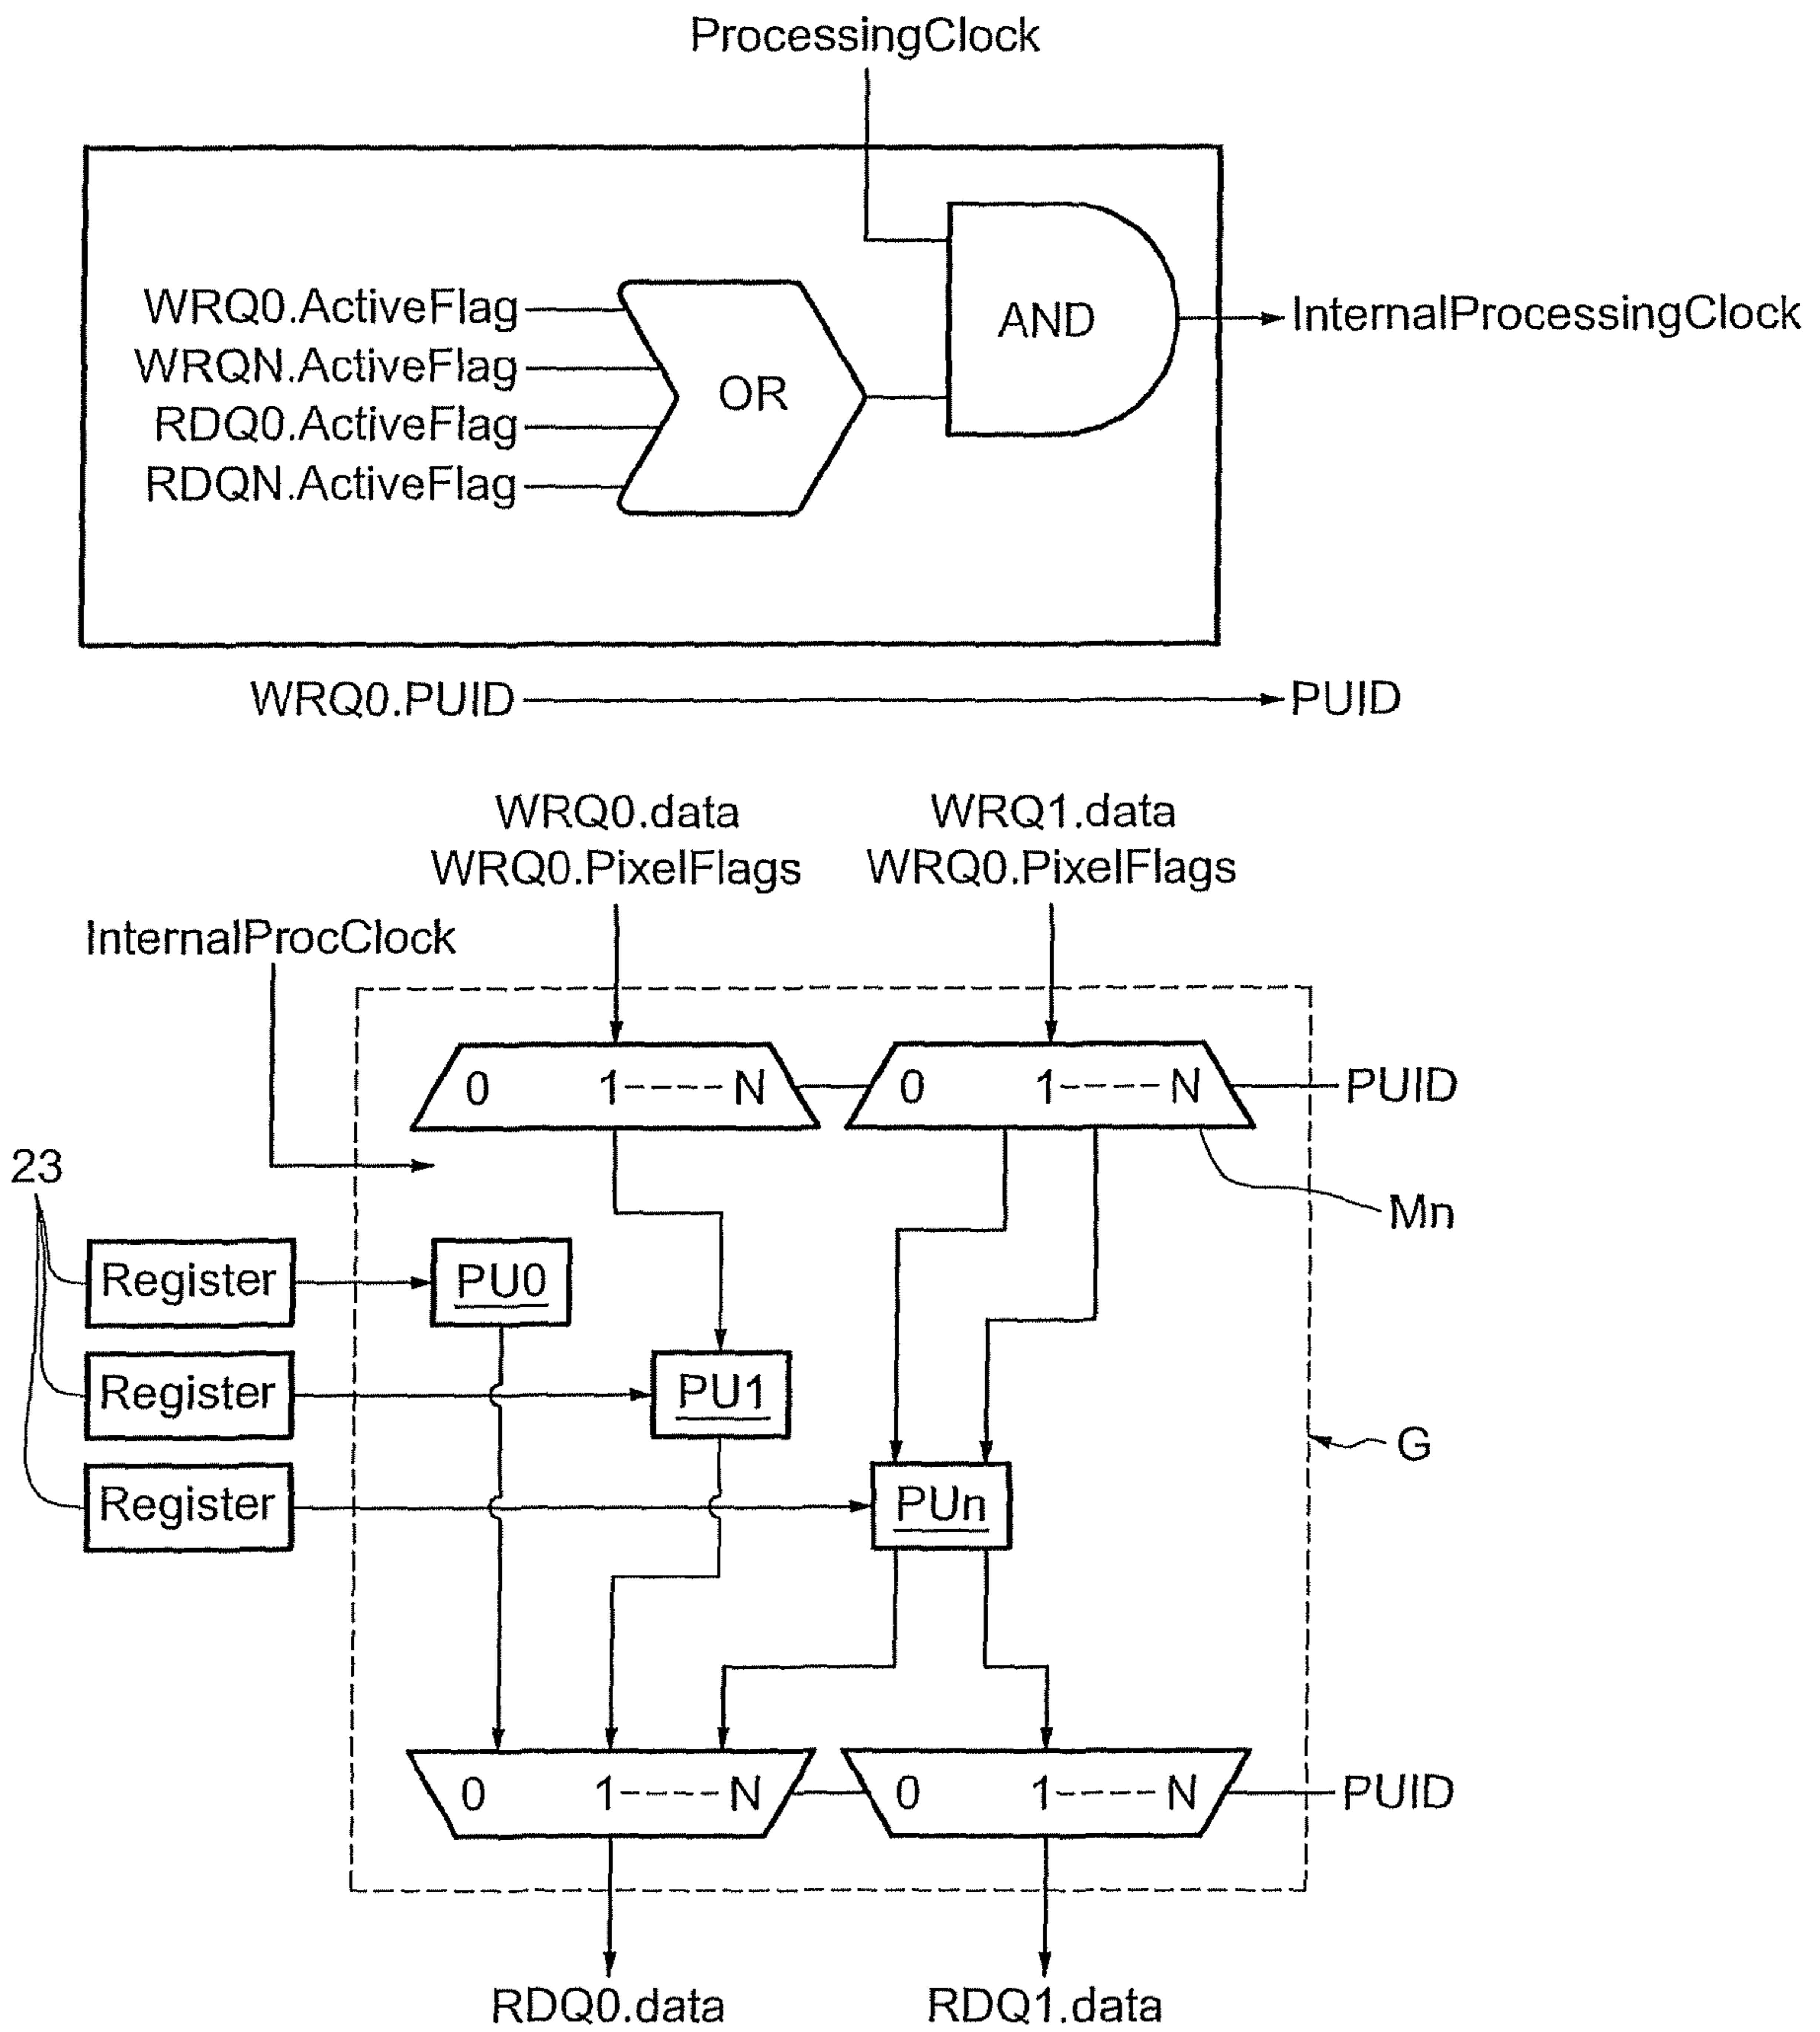 ProcessingClock
WRQ0.ActiveFlag
WRQN.ActiveFlag
RDQ0.ActiveFlag
RDQN.ActiveFlag
OR
AND
InternalProcessingClock
WRQ0.PUID
PUID
WRQ0.data
WRQ0.PixelFlags
WRQ1.data
WRQ0.PixelFlags
InternalProcClock
0 1 N
0 1 N
PUID
23
Mn
Register
PU0
Register
PU1
G
Register
PUn
0 1 N
0 1 N
PUID
RDQ0.data
RDQ1.data